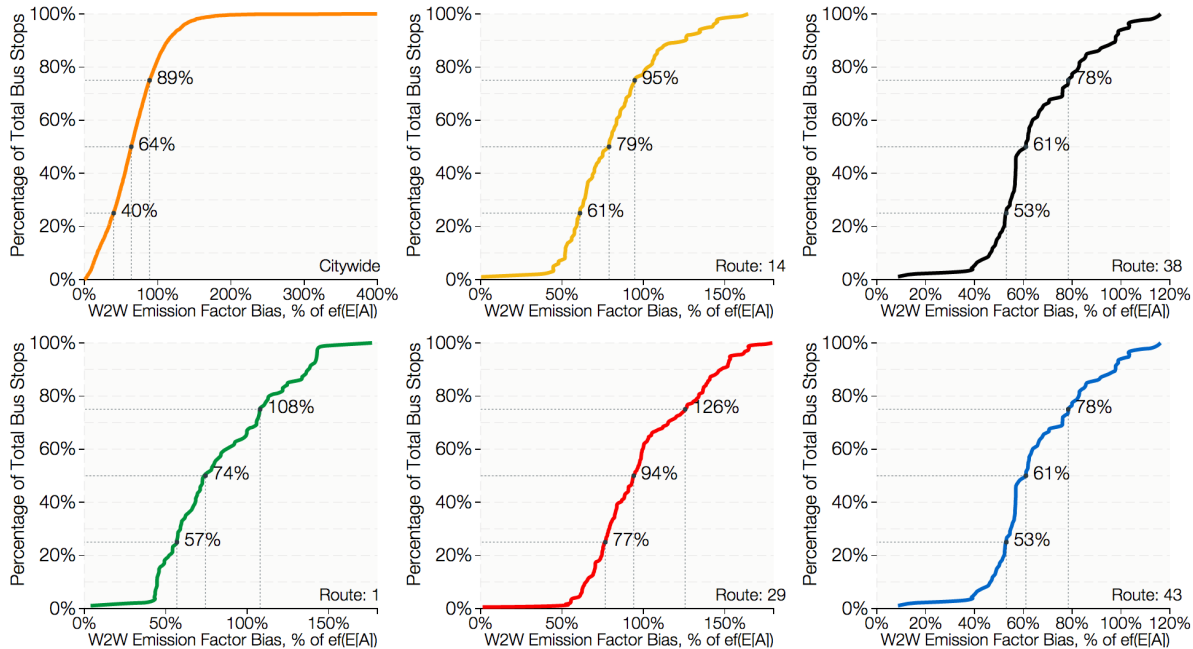 Percentage of Total Bus Stops
100%
80%
60%
40%
20%
0%
89%
64%
40%
Citywide
0% 100% 200% 300% 400%
W2W Emission Factor Bias, % of ef(E[A])
Percentage of Total Bus Stops
100%
80%
60%
40%
20%
0%
95%
79%
61%
Route: 14
0% 50% 100% 150%
W2W Emission Factor Bias, % of ef(E[A])
Percentage of Total Bus Stops
100%
80%
60%
40%
20%
0%
78%
61%
53%
Route: 38
0% 20% 40% 60% 80% 100% 120%
W2W Emission Factor Bias, % of ef(E[A])
Percentage of Total Bus Stops
100%
80%
60%
40%
20%
0%
108%
74%
57%
Route: 1
0% 50% 100% 150%
W2W Emission Factor Bias, % of ef(E[A])
Percentage of Total Bus Stops
100%
80%
60%
40%
20%
0%
126%
94%
77%
Route: 29
0% 50% 100% 150%
W2W Emission Factor Bias, % of ef(E[A])
Percentage of Total Bus Stops
100%
80%
60%
40%
20%
0%
78%
61%
53%
Route: 43
0% 20% 40% 60% 80% 100% 120%
W2W Emission Factor Bias, % of ef(E[A])